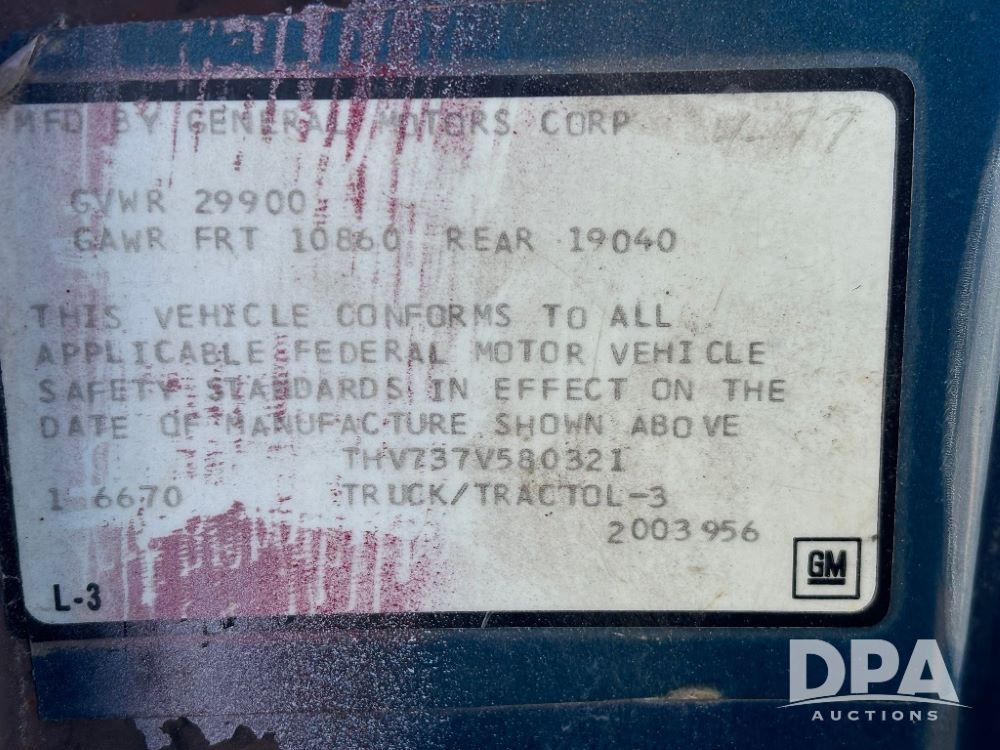 MFD BY GENERAL MOTORS CORP
GVWR 29900
GAWR FRT 10860 REAR 19040
THIS VEHICLE CONFORMS TO ALL
APPLICABLE FEDERAL MOTOR VEHICLE
SAFETY STANDARDS IN EFFECT ON THE
DATE OF MANUFACTURE SHOWN ABOVE
THV737V580321
1 6670 TRUCK/TRACTOL-3
2003956
GM
L-3
DPA
AUCTIONS